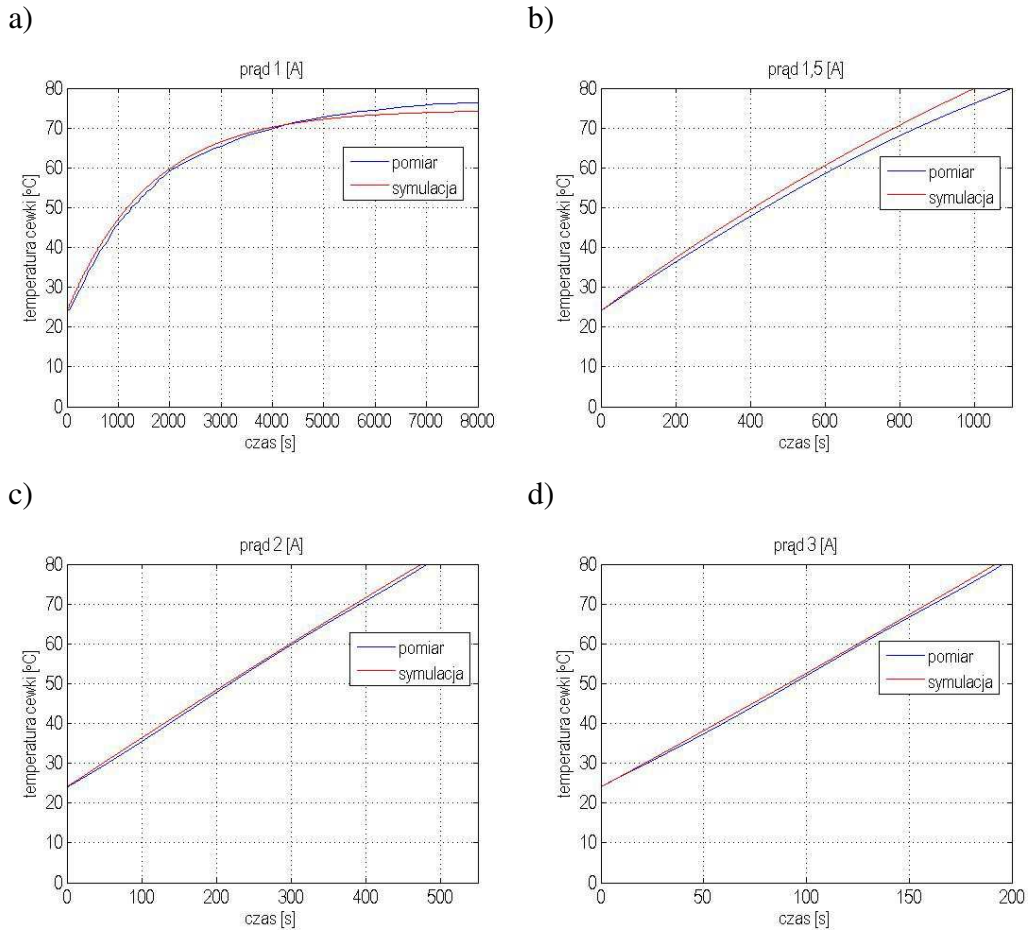 a)
b)
prąd 1 [A]
80
70
60
50
40
30
20
10
0
temperatura cewki [ºC]
pomiar
symulacja
0 1000 2000 3000 4000 5000 6000 7000 8000
czas [s]
prąd 1,5 [A]
80
70
60
50
40
30
20
10
0
temperatura cewki [ºC]
pomiar
symulacja
0 200 400 600 800 1000
czas [s]
c)
d)
prąd 2 [A]
80
70
60
50
40
30
20
10
0
temperatura cewki [ºC]
pomiar
symulacja
0 100 200 300 400 500
czas [s]
prąd 3 [A]
80
70
60
50
40
30
20
10
0
temperatura cewki [ºC]
pomiar
symulacja
0 50 100 150 200
czas [s]